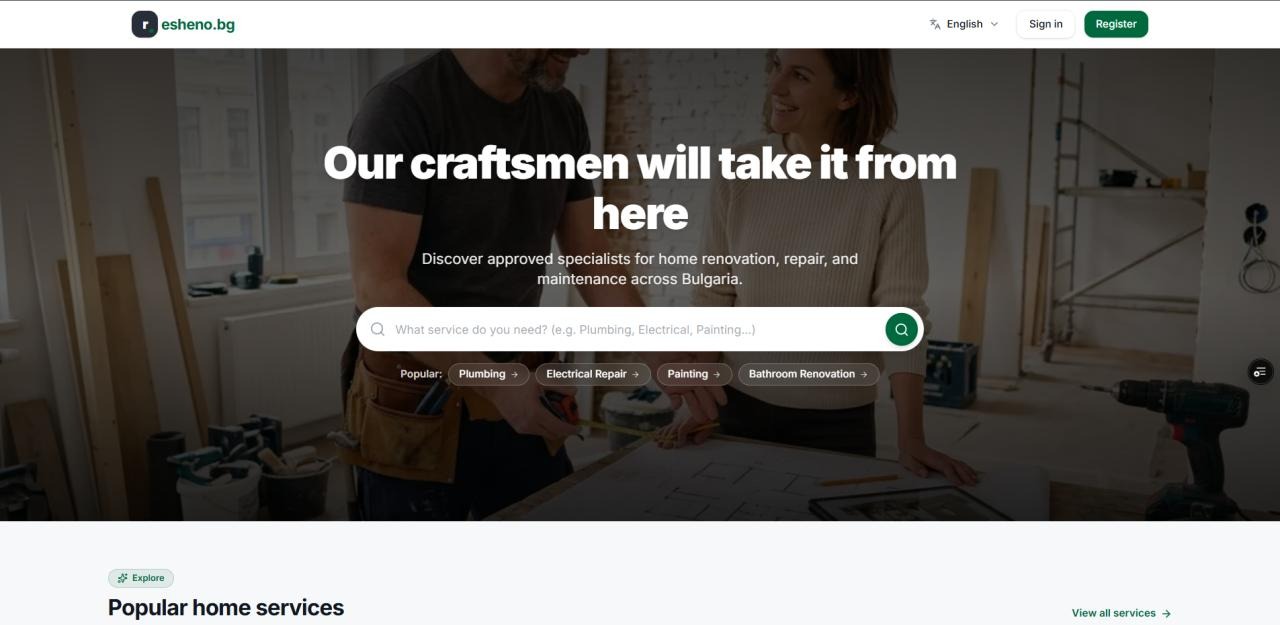 r esheno.bg
English
Sign in
Register
Our craftsmen will take it from
here
Discover approved specialists for home renovation, repair, and
maintenance across Bulgaria.
What service do you need? (e.g. Plumbing, Electrical, Painting...)
Popular: Plumbing → Electrical Repair → Painting → Bathroom Renovation →
Explore
Popular home services
View all services →